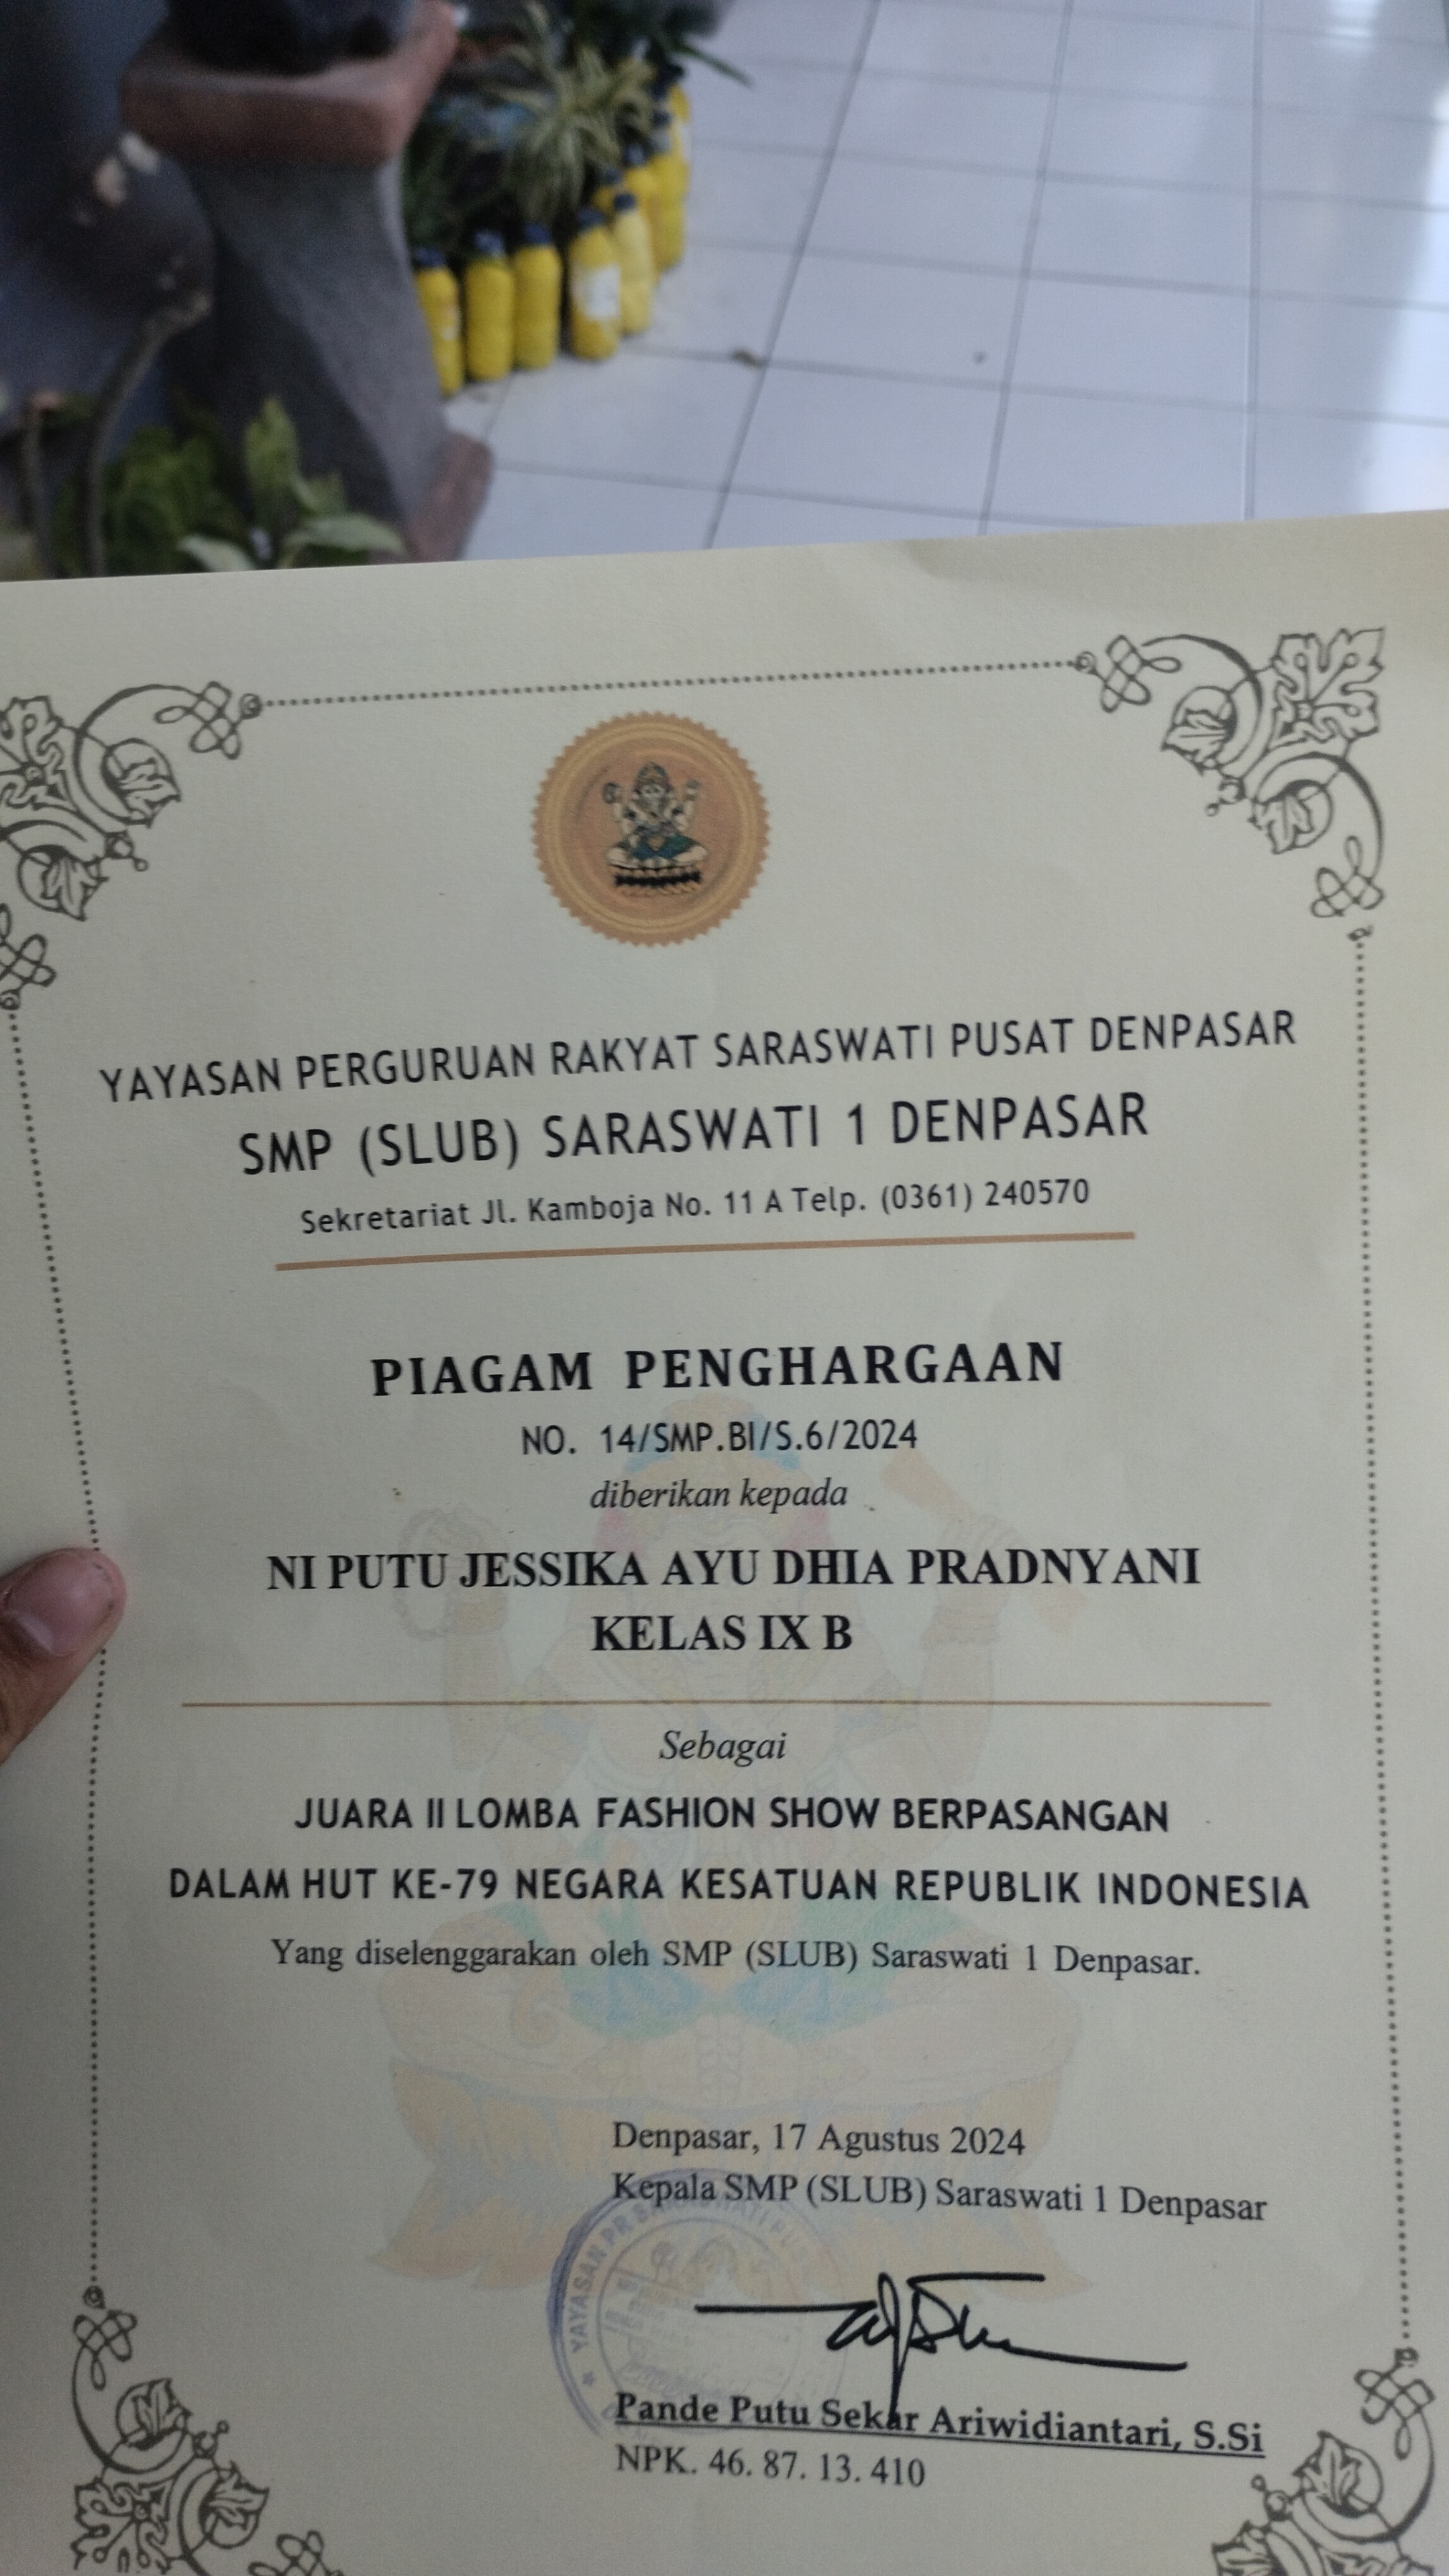 YAYASAN PERGURUAN RAKYAT SARASWATI PUSAT DENPASAR
SMP (SLUB) SARASWATI 1 DENPASAR
Sekretariat Jl. Kamboja No. 11 A Telp. (0361) 240570
PIAGAM PENGHARGAAN
NO. 14/SMP.BI/S.6/2024
diberikan kepada
NI PUTU JESSIKA AYU DHIA PRADNYANI
KELAS IX B
Sebagai
JUARA II LOMBA FASHION SHOW BERPASANGAN
DALAM HUT KE-79 NEGARA KESATUAN REPUBLIK INDONESIA
Yang diselenggarakan oleh SMP (SLUB) Saraswati 1 Denpasar.
Denpasar, 17 Agustus 2024
Kepala SMP (SLUB) Saraswati 1 Denpasar
YAYASAN PR SARASWATI
Pande Putu Sekar Ariwidiantari, S.Si
NPK. 46. 87. 13. 410